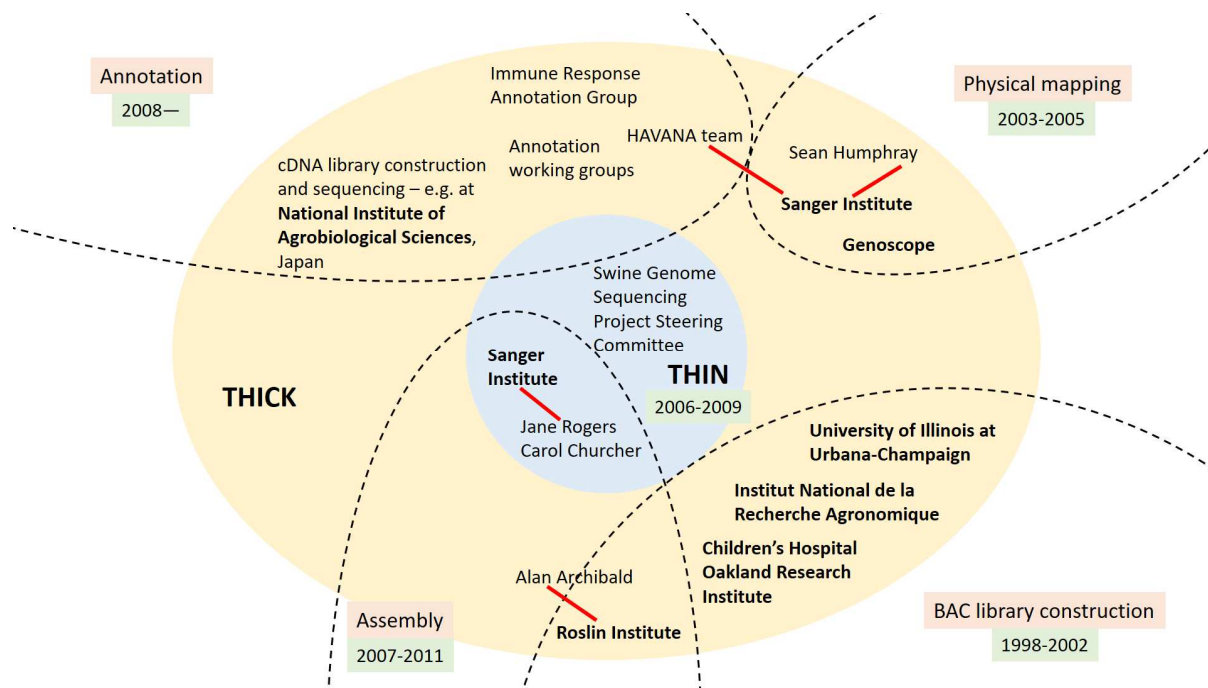 Annotation
2008—
Immune Response
Annotation Group
Physical mapping
2003-2005
HAVANA team
Annotation
working groups
Sean Humphray
cDNA library construction
and sequencing – e.g. at
National Institute of
Agrobiological Sciences,
Japan
Sanger Institute
Genoscope
Swine Genome
Sequencing
Project Steering
Committee
Sanger
Institute
THIN
2006-2009
THICK
Jane Rogers
Carol Churcher
University of Illinois at
Urbana-Champaign
Institut National de la
Recherche Agronomique
Children’s Hospital
Oakland Research
Institute
Alan Archibald
Roslin Institute
Assembly
2007-2011
BAC library construction
1998-2002